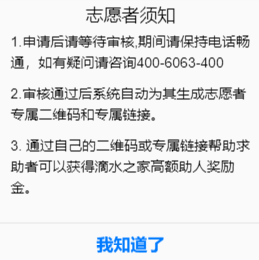 志愿者须知
1.申请后请等待审核,期间请保持电话畅
通，如有疑问请咨询400-6063-400
2.审核通过后系统自动为其生成志愿者
专属二维码和专属链接。
3. 通过自己的二维码或专属链接帮助求
助者可以获得滴水之家高额助人奖励
金。
我知道了